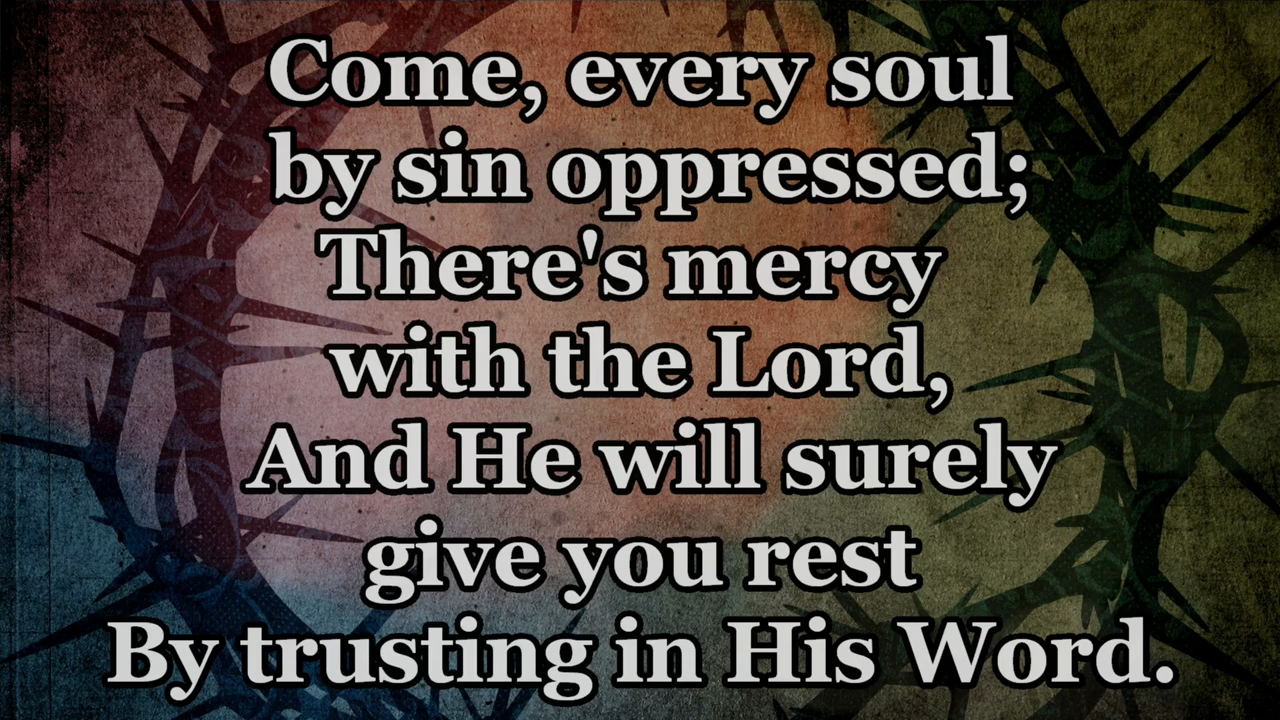 Come, every soul
by sin oppressed;
There's mercy
with the Lord,
And He will surely
give you rest
By trusting in His Word.